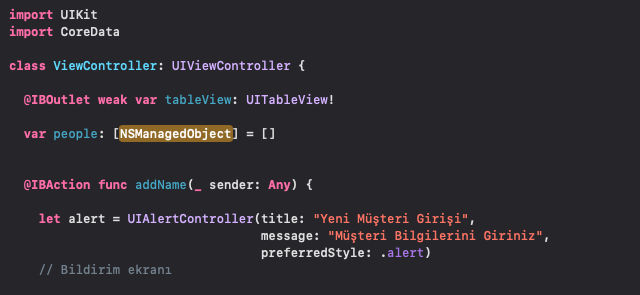 import UIKit
import CoreData
class ViewController: UIViewController {
@IBOutlet weak var tableView: UITableView!
var people: [NSManagedObject] = []
@IBAction func addName(_ sender: Any) {
let alert = UIAlertController(title: "Yeni Müşteri Girişi",
message: "Müşteri Bilgilerini Giriniz",
preferredStyle: .alert)
// Bildirim ekranı